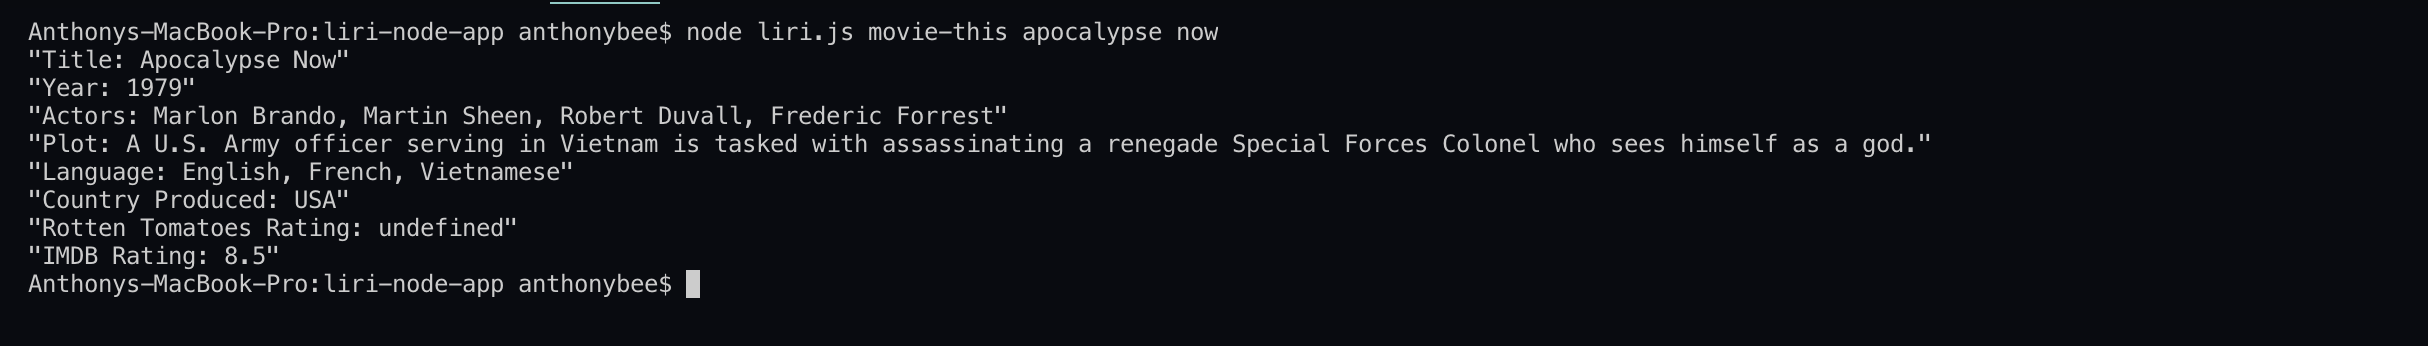 Anthonys-MacBook-Pro:liri-node-app anthonybee$ node liri.js movie-this apocalypse now
"Title: Apocalypse Now"
"Year: 1979"
"Actors: Marlon Brando, Martin Sheen, Robert Duvall, Frederic Forrest"
"Plot: A U.S. Army officer serving in Vietnam is tasked with assassinating a renegade Special Forces Colonel who sees himself as a god."
"Language: English, French, Vietnamese"
"Country Produced: USA"
"Rotten Tomatoes Rating: undefined"
"IMDB Rating: 8.5"
Anthonys-MacBook-Pro:liri-node-app anthonybee$